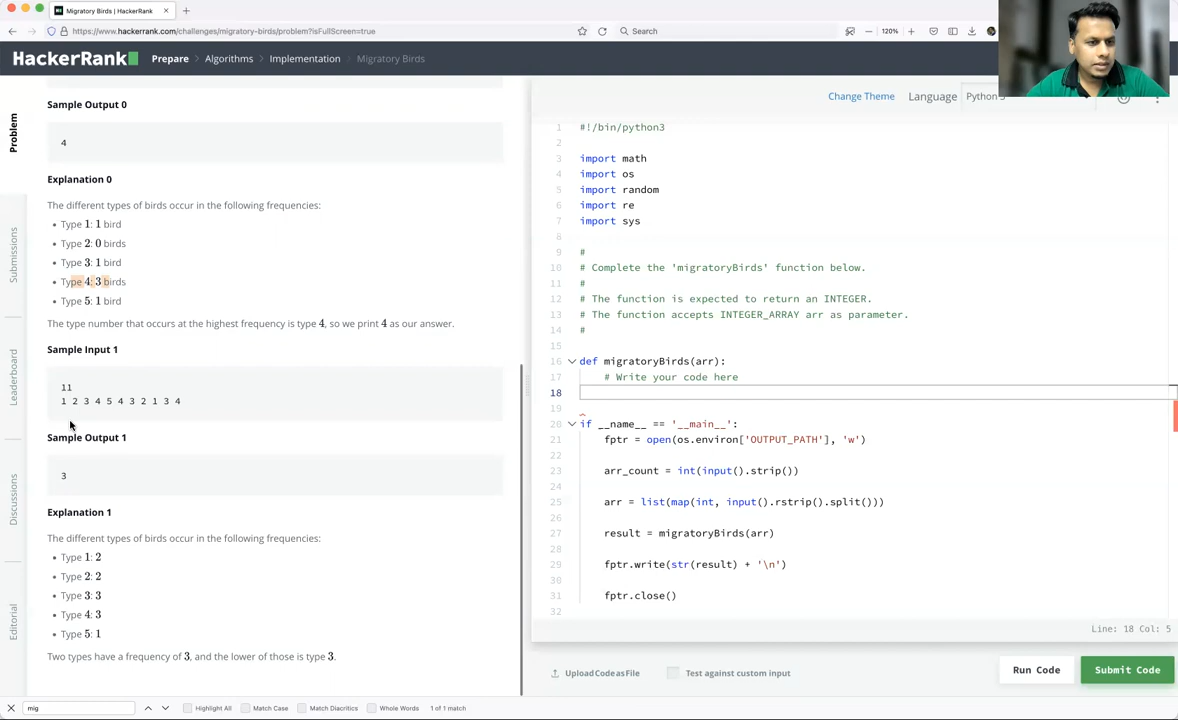 Migratory Birds | HackerRank
https://www.hackerrank.com/challenges/migratory-birds/problem?isFullScreen=true
Search
120%
HackerRank
Prepare > Algorithms > Implementation > Migratory Birds
Change Theme
Language
Python 3
Problem
Submissions
Leaderboard
Discussions
Editorial
Sample Output 0
4
Explanation 0
The different types of birds occur in the following frequencies:
• Type 1: 1 bird
• Type 2: 0 birds
• Type 3: 1 bird
• Type 4: 3 birds
• Type 5: 1 bird
The type number that occurs at the highest frequency is type 4, so we print 4 as our answer.
Sample Input 1
11
1 2 3 4 5 4 3 2 1 3 4
Sample Output 1
3
Explanation 1
The different types of birds occur in the following frequencies:
• Type 1: 2
• Type 2: 2
• Type 3: 3
• Type 4: 3
• Type 5: 1
Two types have a frequency of 3, and the lower of those is type 3.
1 #!/bin/python3
2
3 import math
4 import os
5 import random
6 import re
7 import sys
8
9 #
10 # Complete the 'migratoryBirds' function below.
11 #
12 # The function is expected to return an INTEGER.
13 # The function accepts INTEGER_ARRAY arr as parameter.
14 #
15
16 def migratoryBirds(arr):
17 # Write your code here
18
19
20 if __name__ == '__main__':
21 fptr = open(os.environ['OUTPUT_PATH'], 'w')
22
23 arr_count = int(input().strip())
24
25 arr = list(map(int, input().rstrip().split()))
26
27 result = migratoryBirds(arr)
28
29 fptr.write(str(result) + '\n')
30
31 fptr.close()
32
Line: 18 Col: 5
Upload Code as File
Test against custom input
Run Code
Submit Code
mig
Highlight All
Match Case
Match Diacritics
Whole Words
1 of 1 match